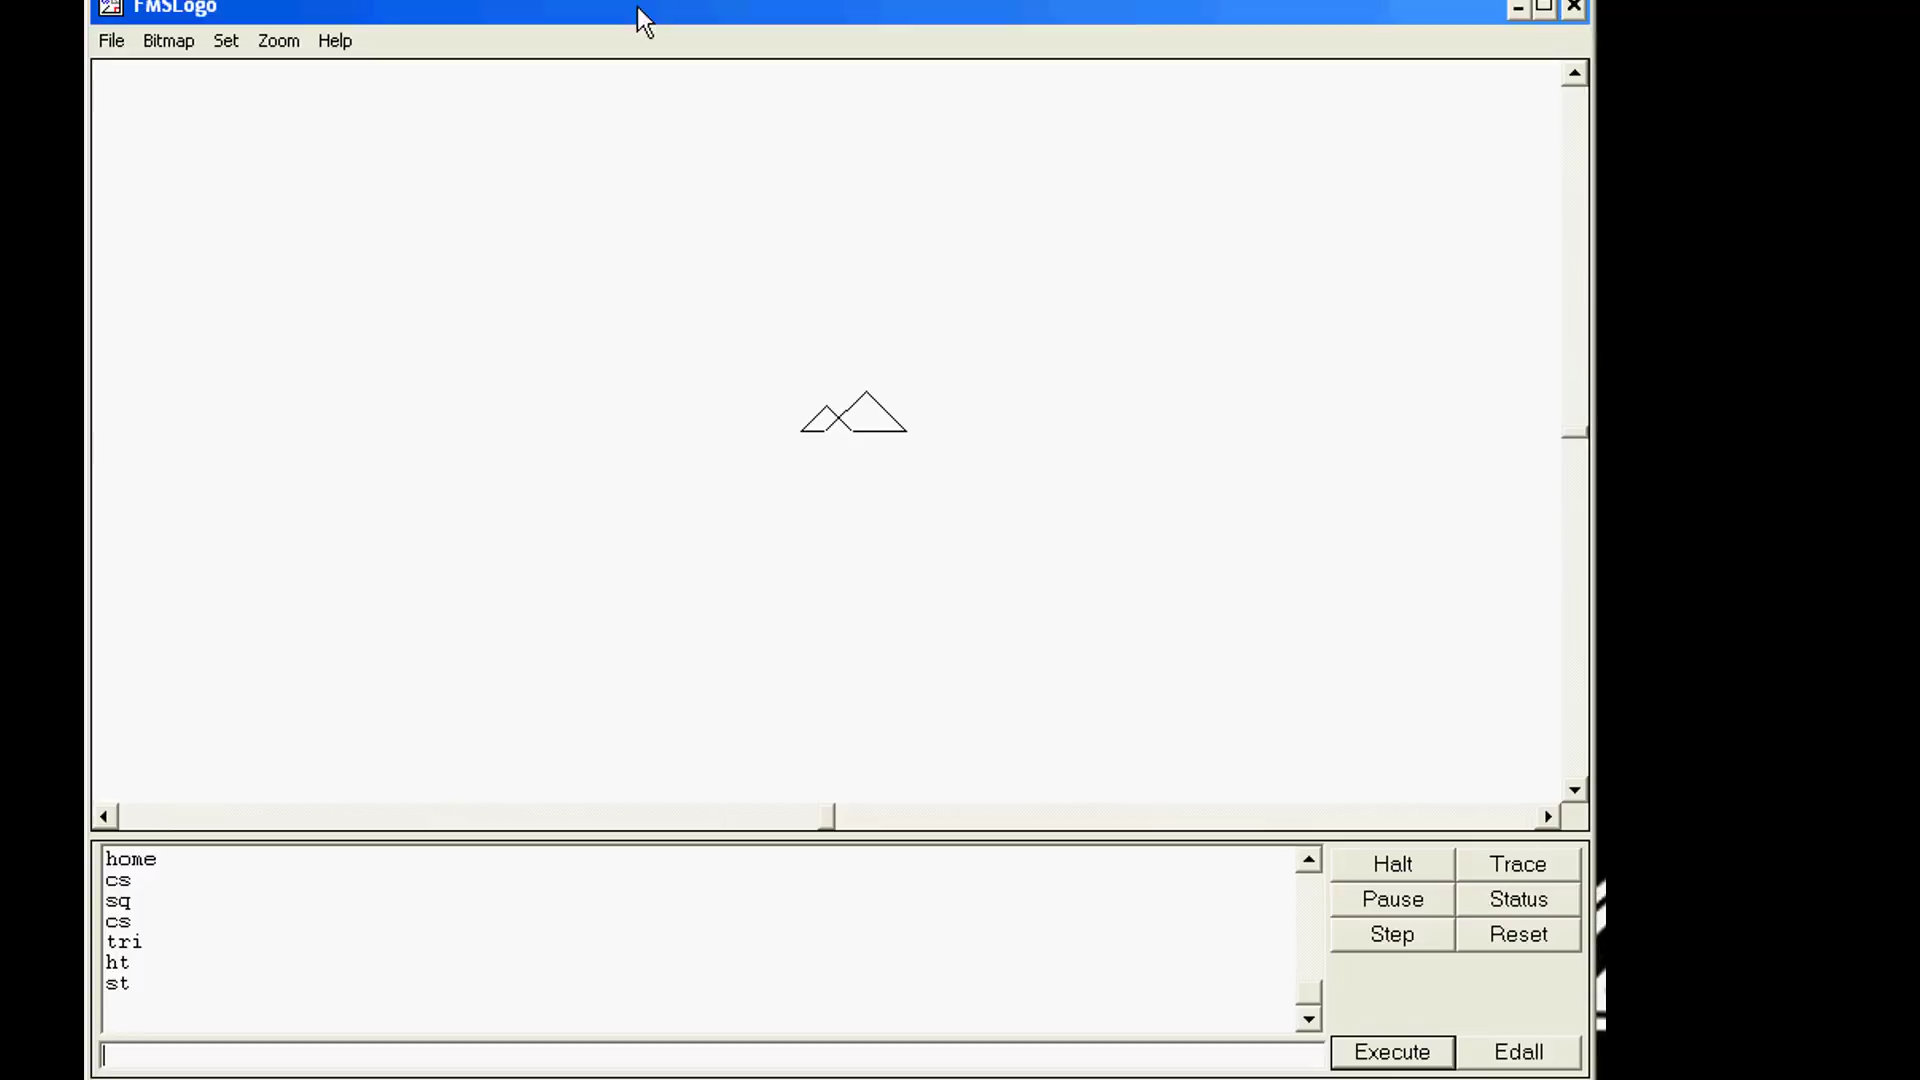 FMSLogo
File Bitmap Set Zoom Help
home
cs
sq
cs
tri
ht
st
Halt Trace
Pause Status
Step Reset
Execute Edall